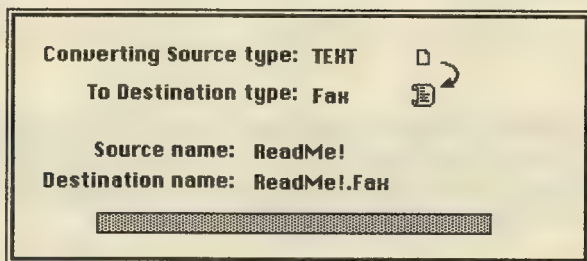 Converting Source type: TEXT
To Destination type: Fax
Source name: ReadMe!
Destination name: ReadMe!.Fax